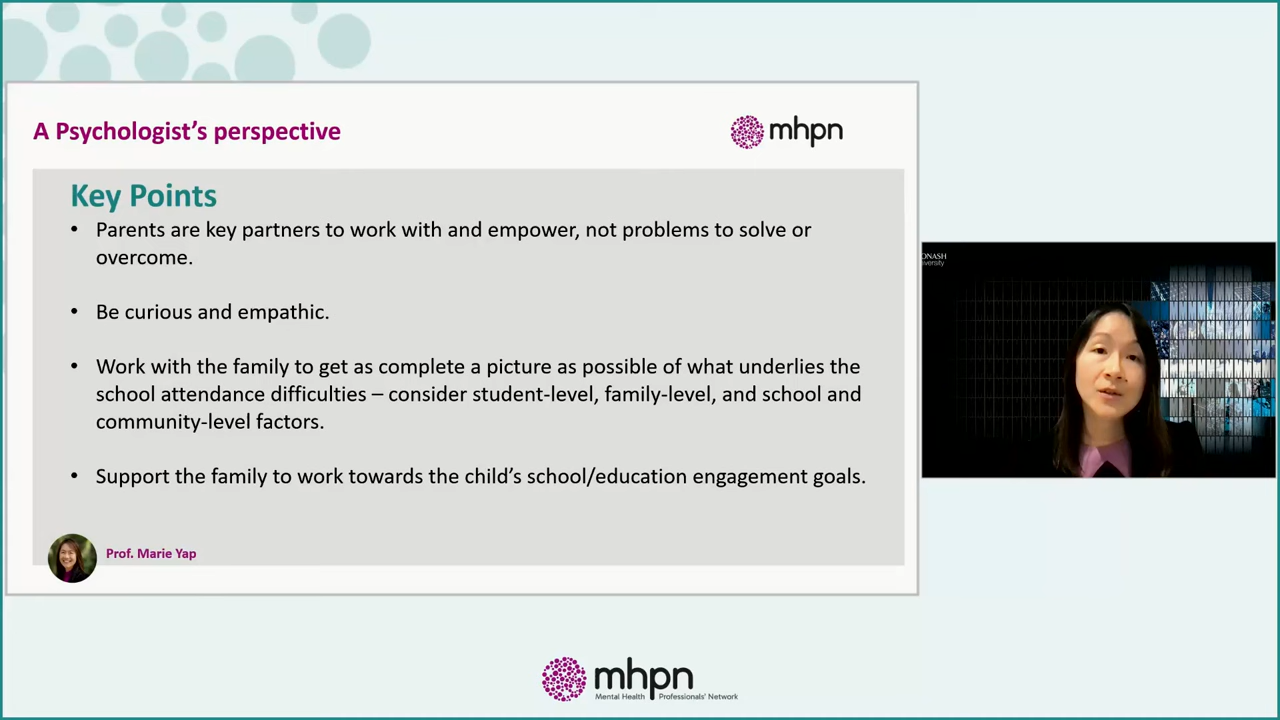 A Psychologist's perspective
mhpn
Key Points
• Parents are key partners to work with and empower, not problems to solve or
overcome.
• Be curious and empathic.
• Work with the family to get as complete a picture as possible of what underlies the
school attendance difficulties – consider student-level, family-level, and school and
community-level factors.
• Support the family to work towards the child's school/education engagement goals.
Prof. Marie Yap
ONASH
iversity
mhpn
Mental Health Professionals' Network